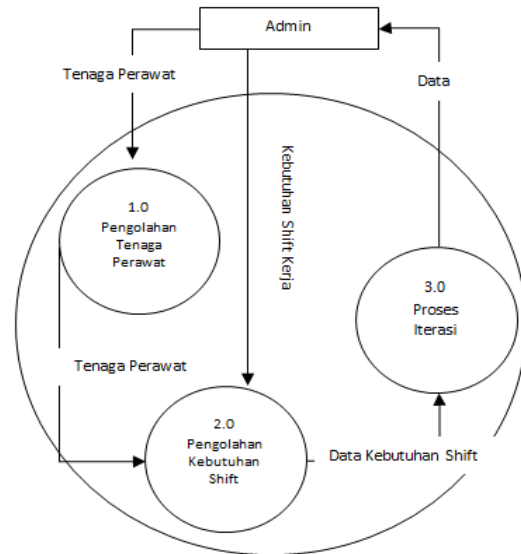 Admin
Tenaga Perawat
Data
Kebutuhan Shift Kerja
1.0
Pengolahan
Tenaga
Perawat
3.0
Proses
Iterasi
Tenaga Perawat
2.0
Pengolahan
Kebutuhan
Shift
Data Kebutuhan Shift